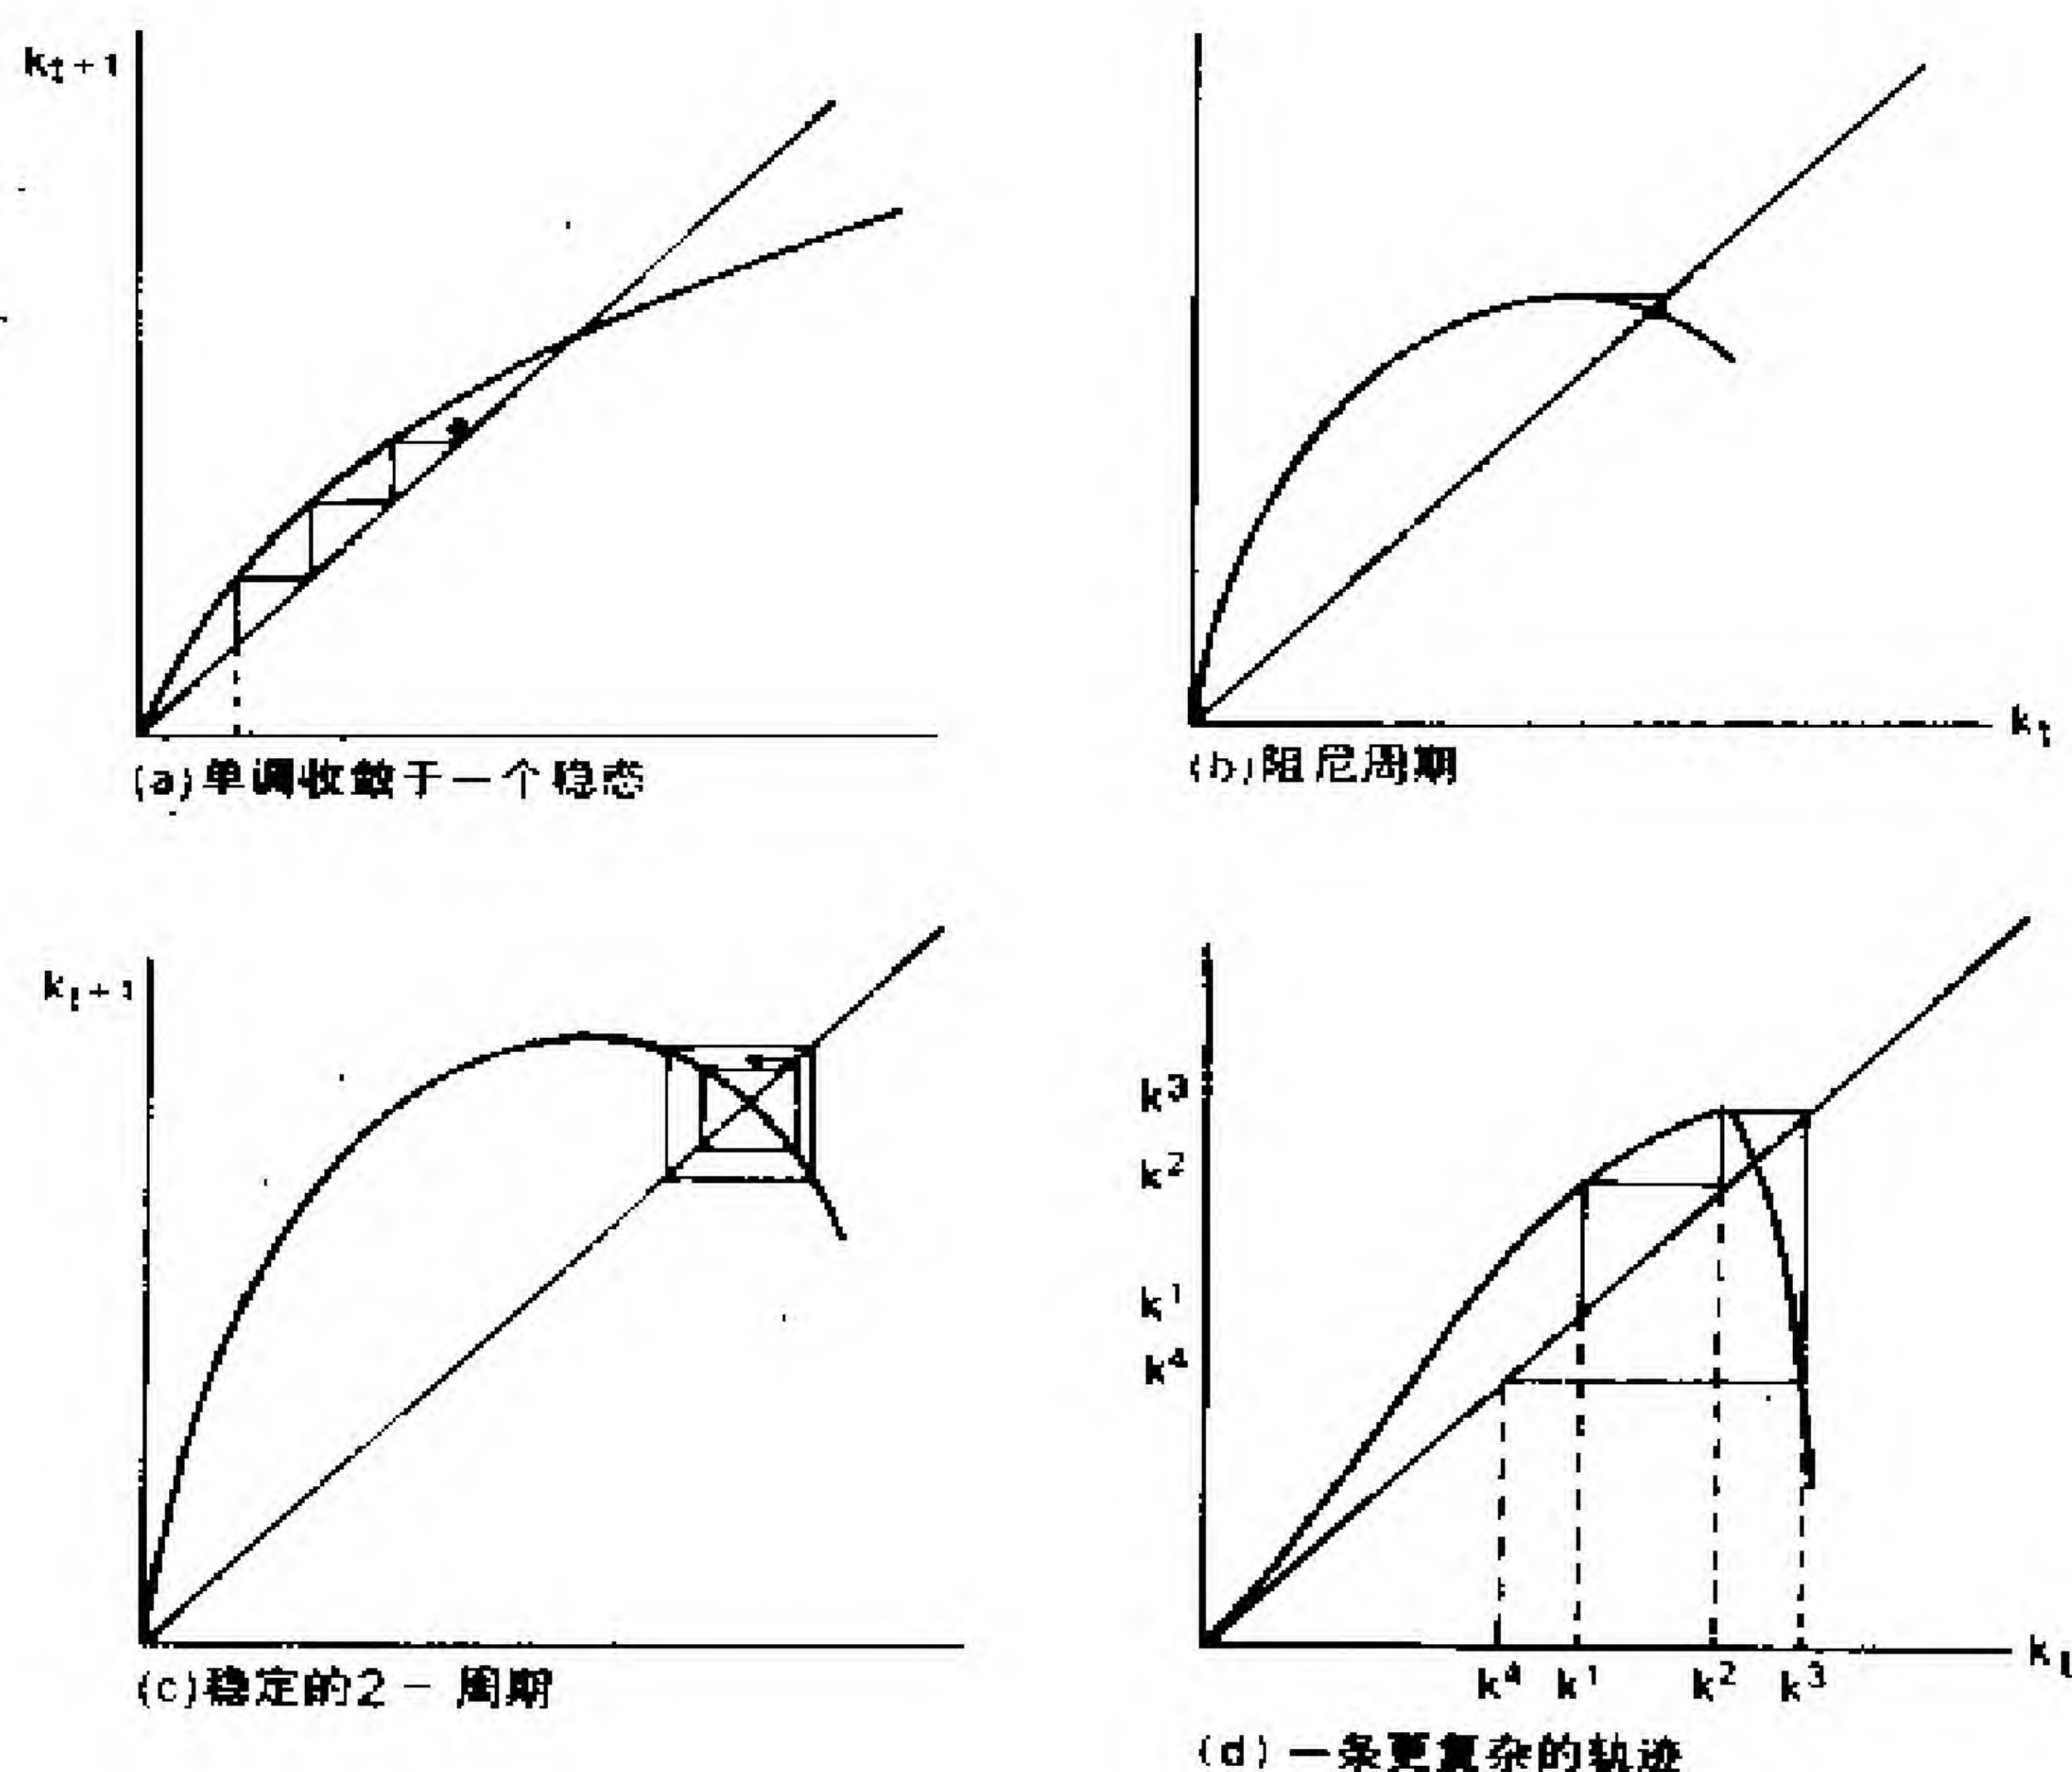 k_{t+1}
k_t
(a)单调收敛于一个稳态
(b)阻尼周期
k_{t+1}
k³
k²
k¹
k⁴
k_t
k⁴ k¹ k² k³
(c)稳定的2-周期
(d)一条更复杂的轨迹